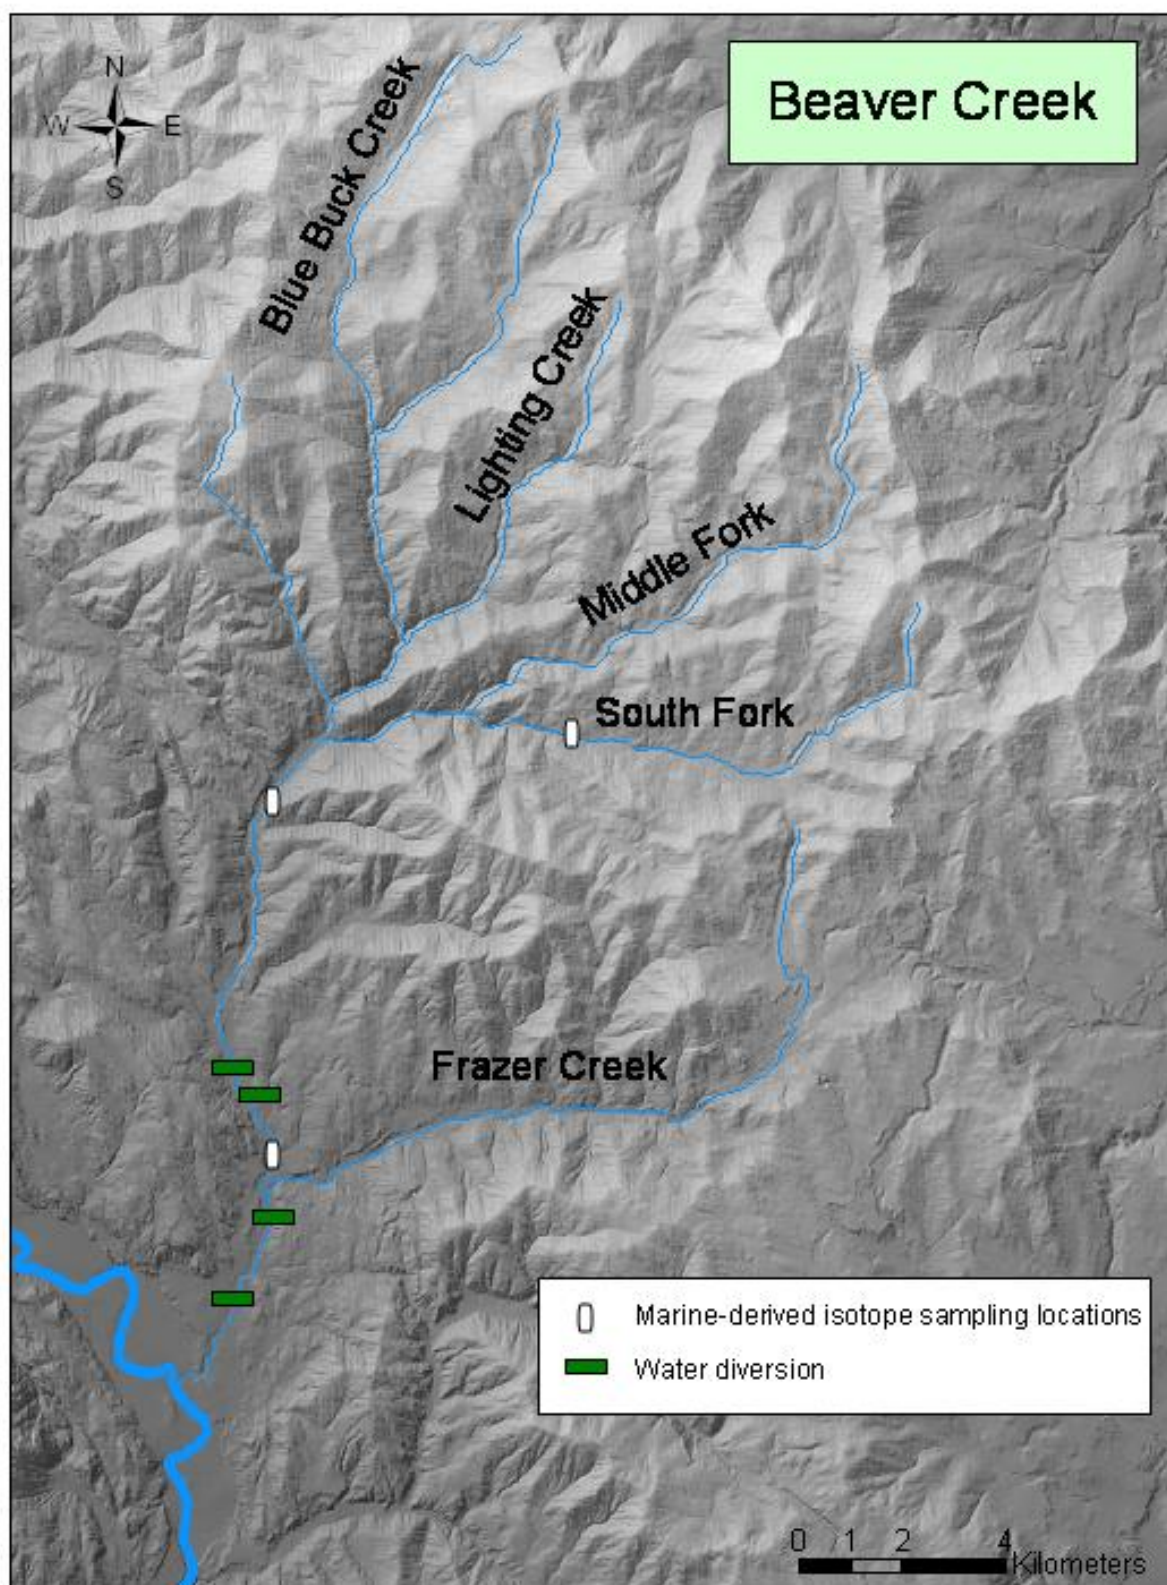 Beaver Creek
N
W
E
S
Blue Buck Creek
Lighting Creek
Middle Fork
South Fork
Frazer Creek
Marine-derived isotope sampling locations
Water diversion
0 1 2 4
Kilometers